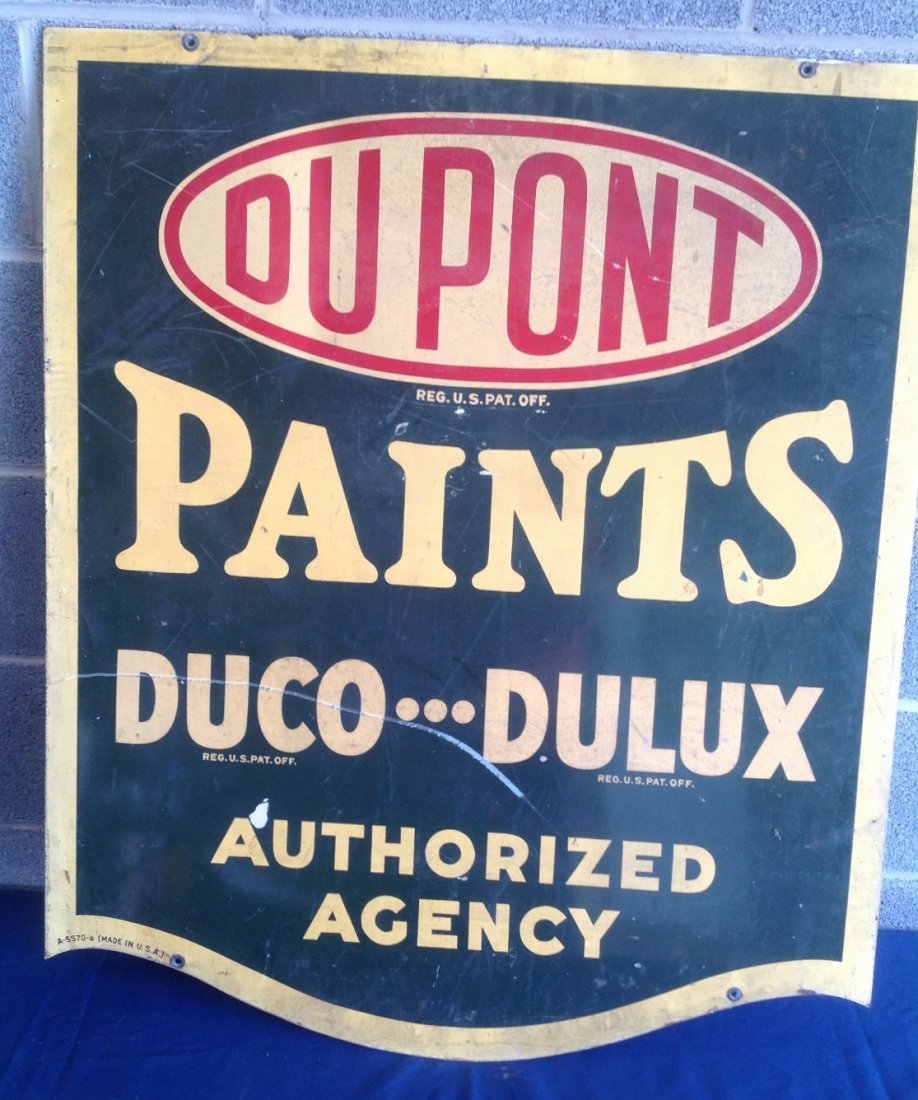 DU PONT
REG. U.S. PAT. OFF.
PAINTS
DUCO•••DULUX
REG. U.S. PAT. OFF. REG. U.S. PAT. OFF.
AUTHORIZED
AGENCY
A-5570-a (MADE IN U.S.A.)